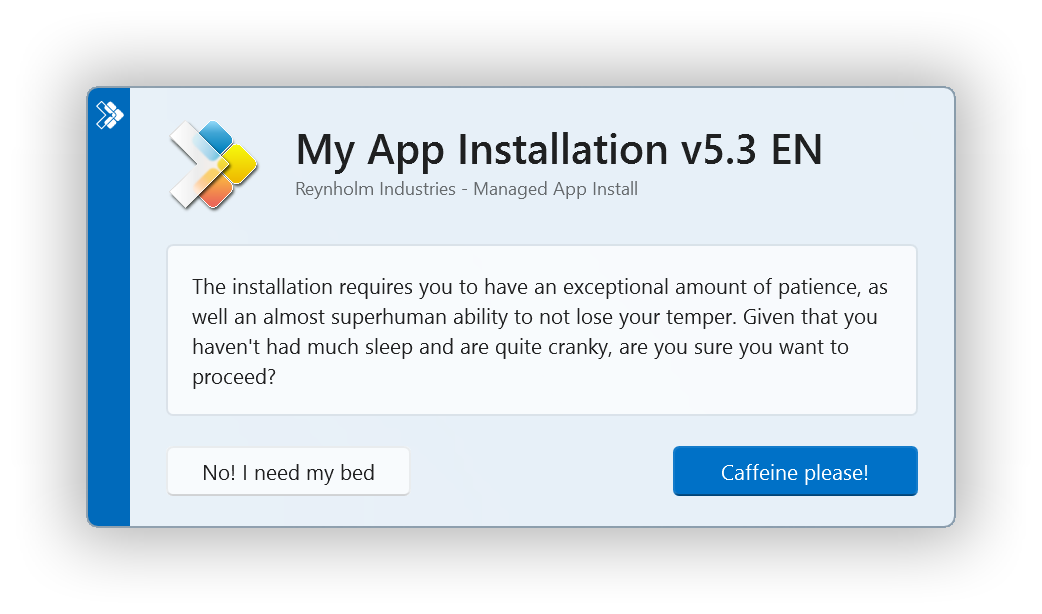 My App Installation v5.3 EN
Reynholm Industries - Managed App Install
The installation requires you to have an exceptional amount of patience, as
well an almost superhuman ability to not lose your temper. Given that you
haven't had much sleep and are quite cranky, are you sure you want to
proceed?
No! I need my bed
Caffeine please!